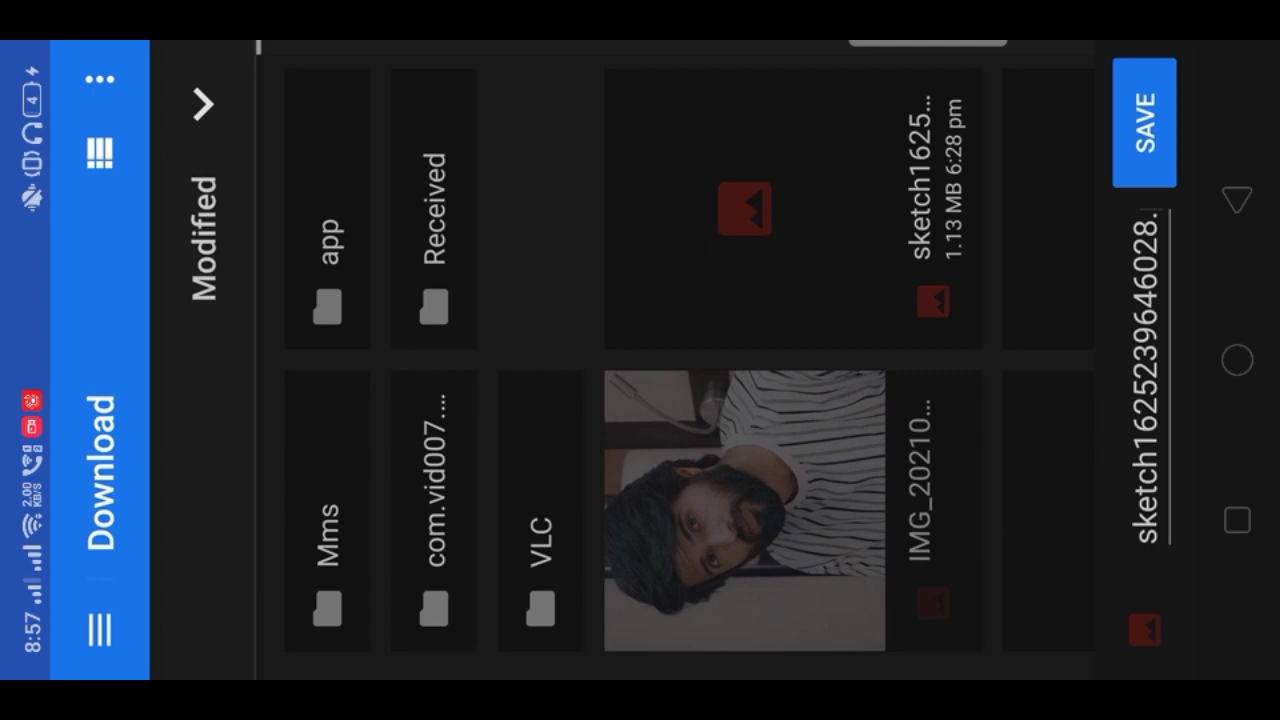 8:57 2.00 KB/S 4
Download
Modified
Mms app
com.vid007.... Received
VLC
IMG_20210... sketch1625...
1.13 MB 6:28 pm
sketch1625239646028. SAVE